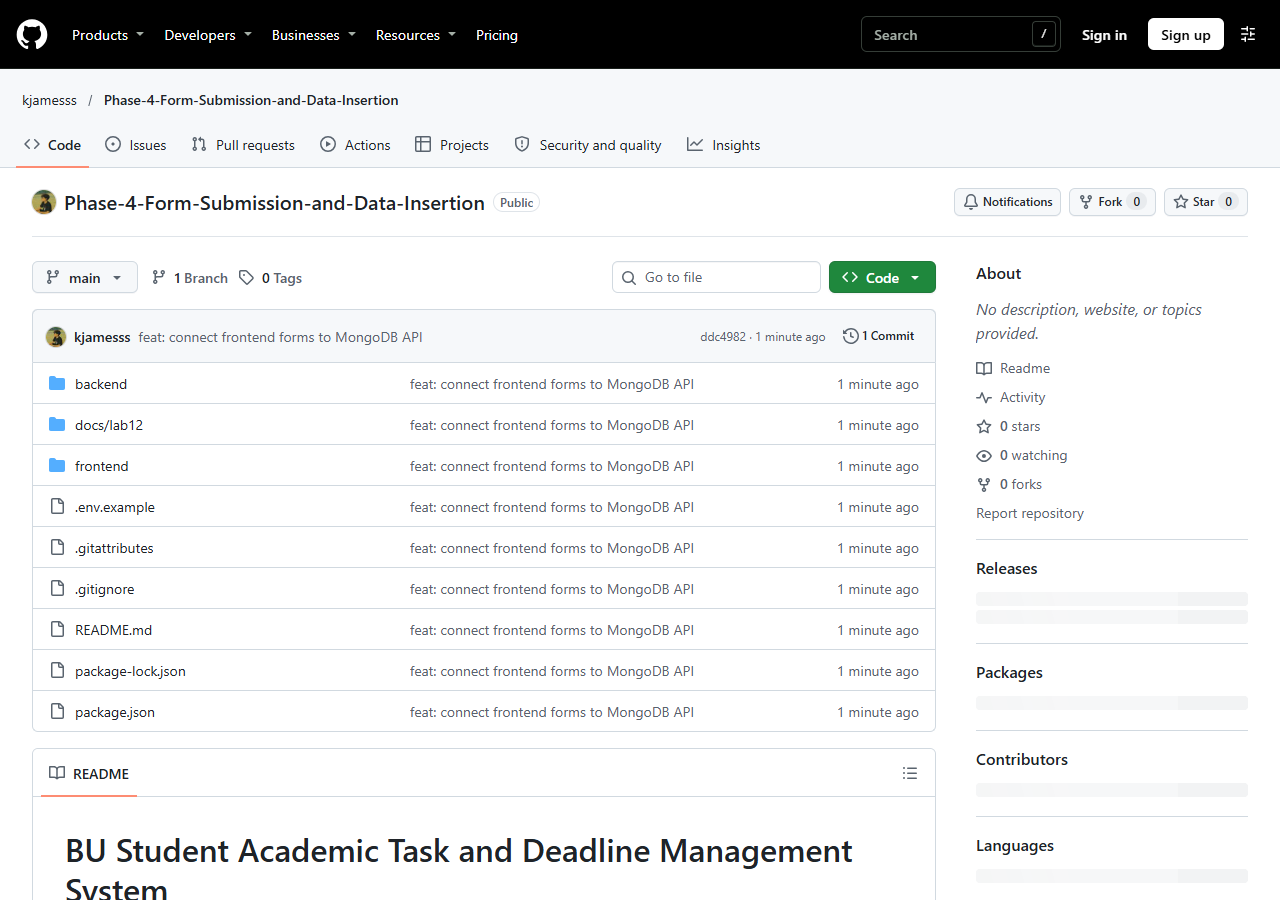 Products Developers Businesses Resources Pricing Search / Sign in Sign up
kjamesss / Phase-4-Form-Submission-and-Data-Insertion
Code Issues Pull requests Actions Projects Security and quality Insights
Phase-4-Form-Submission-and-Data-Insertion Public Notifications Fork 0 Star 0
main 1 Branch 0 Tags Go to file Code
kjamesss feat: connect frontend forms to MongoDB API ddc4982 · 1 minute ago 1 Commit
backend feat: connect frontend forms to MongoDB API 1 minute ago
docs/lab12 feat: connect frontend forms to MongoDB API 1 minute ago
frontend feat: connect frontend forms to MongoDB API 1 minute ago
.env.example feat: connect frontend forms to MongoDB API 1 minute ago
.gitattributes feat: connect frontend forms to MongoDB API 1 minute ago
.gitignore feat: connect frontend forms to MongoDB API 1 minute ago
README.md feat: connect frontend forms to MongoDB API 1 minute ago
package-lock.json feat: connect frontend forms to MongoDB API 1 minute ago
package.json feat: connect frontend forms to MongoDB API 1 minute ago
README
BU Student Academic Task and Deadline Management
System
About
No description, website, or topics
provided.
Readme
Activity
0 stars
0 watching
0 forks
Report repository
Releases
Packages
Contributors
Languages